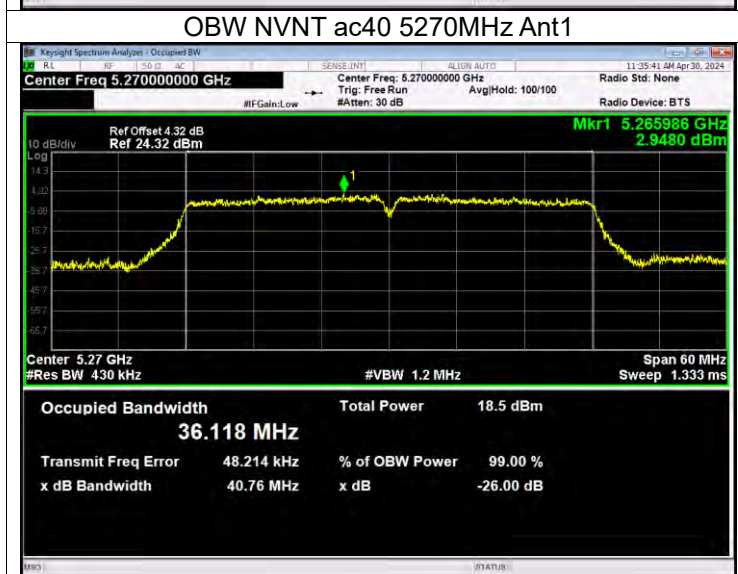 OBW NVNT ac40 5270MHz Ant1
Keysight Spectrum Analyzer - Occupied BW
RL RF 50 Ω AC SENSE:INT ALIGN AUTO 11:35:41 AM Apr 30, 2024
Center Freq 5.270000000 GHz Center Freq: 5.270000000 GHz Radio Std: None
Trig: Free Run Avg|Hold: 100/100
#IFGain:Low #Atten: 30 dB Radio Device: BTS
Ref Offset 4.32 dB Mkr1 5.265986 GHz
10 dB/div Ref 24.32 dBm 2.9480 dBm
Log
14.3
1
4.32
-5.68
-15.7
-25.7
-35.7
-45.7
-55.7
-65.7
Center 5.27 GHz Span 60 MHz
#Res BW 430 kHz #VBW 1.2 MHz Sweep 1.333 ms
Occupied Bandwidth Total Power 18.5 dBm
36.118 MHz
Transmit Freq Error 48.214 kHz % of OBW Power 99.00 %
x dB Bandwidth 40.76 MHz x dB -26.00 dB
MSG STATUS